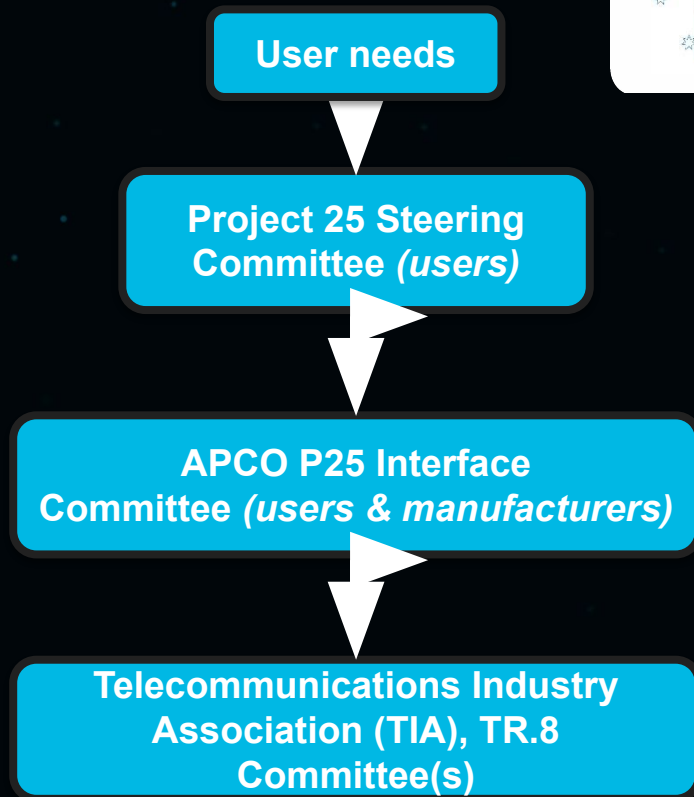 User needs
Project 25 Steering
Committee (users)
APCO P25 Interface
Committee (users & manufacturers)
Telecommunications Industry
Association (TIA), TR.8
Committee(s)